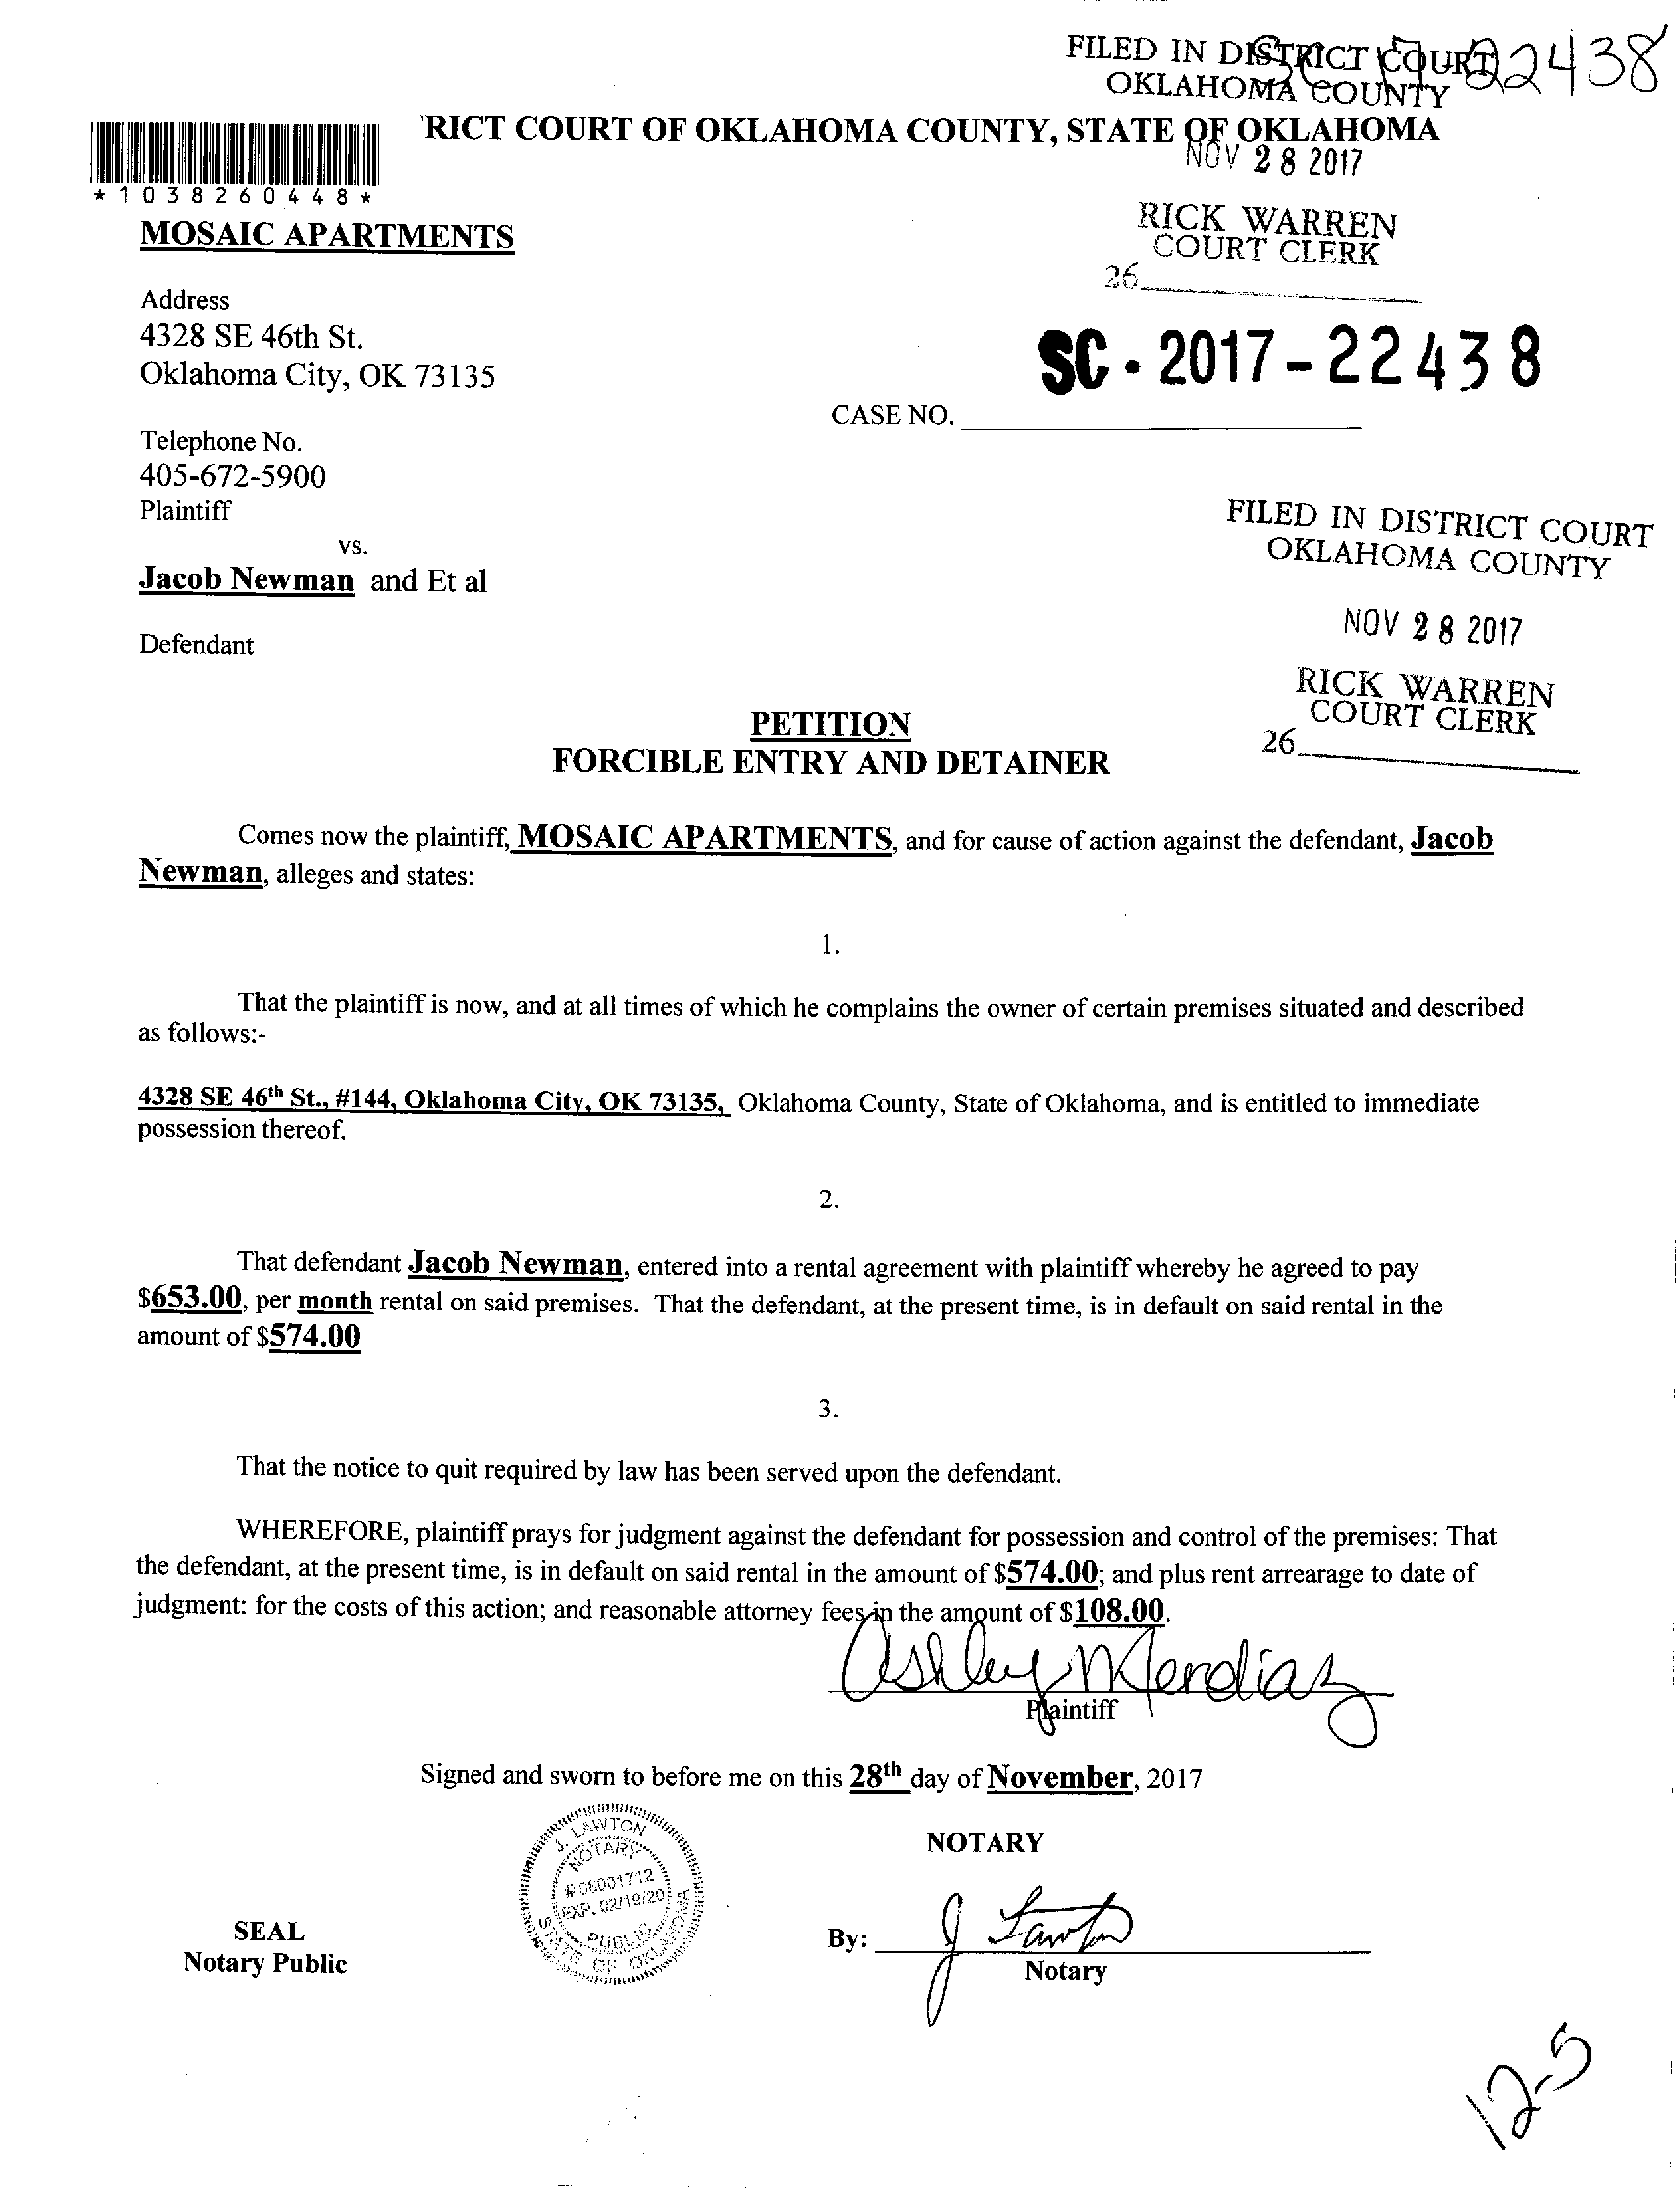 FILED IN DISTRICT COURT
OKLAHOMA COUNTY
22438
'RICT COURT OF OKLAHOMA COUNTY, STATE OF OKLAHOMA
NOV 28 2017
*1038260448*
RICK WARREN
COURT CLERK
26
MOSAIC APARTMENTS
Address
4328 SE 46th St.
Oklahoma City, OK 73135
SC-2017-22438
CASE NO.
Telephone No.
405-672-5900
Plaintiff
vs.
Jacob Newman and Et al
Defendant
FILED IN DISTRICT COURT
OKLAHOMA COUNTY
NOV 28 2017
RICK WARREN
COURT CLERK
26
PETITION
FORCIBLE ENTRY AND DETAINER
Comes now the plaintiff, MOSAIC APARTMENTS, and for cause of action against the defendant, Jacob
Newman, alleges and states:
1.
That the plaintiff is now, and at all times of which he complains the owner of certain premises situated and described
as follows:-
4328 SE 46th St., #144, Oklahoma City, OK 73135, Oklahoma County, State of Oklahoma, and is entitled to immediate
possession thereof.
2.
That defendant Jacob Newman, entered into a rental agreement with plaintiff whereby he agreed to pay
$653.00, per month rental on said premises. That the defendant, at the present time, is in default on said rental in the
amount of $574.00
3.
That the notice to quit required by law has been served upon the defendant.
WHEREFORE, plaintiff prays for judgment against the defendant for possession and control of the premises: That
the defendant, at the present time, is in default on said rental in the amount of $574.00; and plus rent arrearage to date of
judgment: for the costs of this action; and reasonable attorney fees in the amount of $108.00.
Ashley Mendiaz
Plaintiff
Signed and sworn to before me on this 28th day of November, 2017
J. LAWTON
NOTARY
# 08001712
EXP. 02/19/20
PUBLIC
STATE OF OKLAHOMA
NOTARY
SEAL
Notary Public
By: J Lawton
Notary
12-5